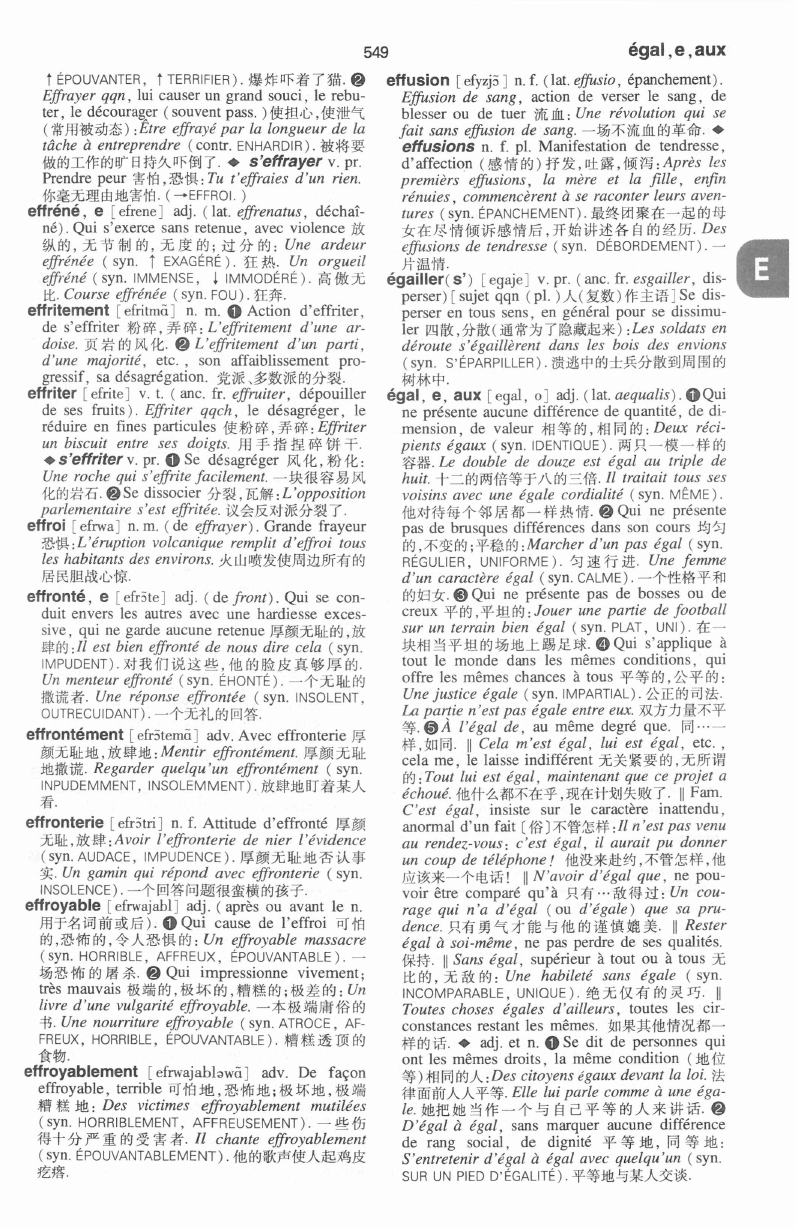 549
égal,e,aux
↑ ÉPOUVANTER, ↑ TERRIFIER). 爆炸吓着了猫. ❷
Effrayer qqn, lui causer un grand souci, le rebu-
ter, le décourager (souvent pass.)使担心,使泄气
(常用被动态):Être effrayé par la longueur de la
tâche à entreprendre (contr. ENHARDIR). 被将要
做的工作的旷日持久吓倒了. ◆ s'effrayer v. pr.
Prendre peur 害怕,恐惧:Tu t'effraies d'un rien.
你毫无理由地害怕. (→EFFROI.)
effréné, e [efrene] adj. (lat. effrenatus, déchaî-
né). Qui s'exerce sans retenue, avec violence 放
纵的, 无节制的, 无度的; 过分的: Une ardeur
effrénée (syn. ↑ EXAGÉRÉ). 狂热. Un orgueil
effréné (syn. IMMENSE, ↓ IMMODÉRÉ). 高傲无
比. Course effrénée (syn. FOU). 狂奔.
effritement [efritmɑ̃] n. m. ❶ Action d'effriter,
de s'effriter 粉碎,弄碎: L'effritement d'une ar-
doise. 页岩的风化. ❷ L'effritement d'un parti,
d'une majorité, etc., son affaiblissement pro-
gressif, sa désagrégation. 党派、多数派的分裂.
effriter [efrite] v. t. (anc. fr. effruiter, dépouiller
de ses fruits). Effriter qqch, le désagréger, le
réduire en fines particules 使粉碎,弄碎:Effriter
un biscuit entre ses doigts. 用手指捏碎饼干.
◆ s'effriter v. pr. ❶ Se désagréger 风化,粉化:
Une roche qui s'effrite facilement. 一块很容易风
化的岩石. ❷ Se dissocier 分裂,瓦解:L'opposition
parlementaire s'est effritée. 议会反对派分裂了.
effroi [efrwa] n. m. (de effrayer). Grande frayeur
恐惧:L'éruption volcanique remplit d'effroi tous
les habitants des environs. 火山喷发使周边所有的
居民胆战心惊.
effronté, e [efrɔ̃te] adj. (de front). Qui se con-
duit envers les autres avec une hardiesse exces-
sive, qui ne garde aucune retenue 厚颜无耻的,放
肆的:Il est bien effronté de nous dire cela (syn.
IMPUDENT). 对我们说这些,他的脸皮真够厚的.
Un menteur effronté (syn. ÉHONTÉ). 一个无耻的
撒谎者. Une réponse effrontée (syn. INSOLENT,
OUTRECUIDANT). 一个无礼的回答.
effrontément [efrɔ̃temɑ̃] adv. Avec effronterie 厚
颜无耻地,放肆地:Mentir effrontément. 厚颜无耻
地撒谎. Regarder quelqu'un effrontément (syn.
INPUDEMMENT, INSOLEMMENT). 放肆地盯着某人
看.
effronterie [efrɔ̃tri] n. f. Attitude d'effronté 厚颜
无耻,放肆:Avoir l'effronterie de nier l'évidence
(syn. AUDACE, IMPUDENCE). 厚颜无耻地否认事
实. Un gamin qui répond avec effronterie (syn.
INSOLENCE). 一个回答问题很蛮横的孩子.
effroyable [efrwajabl] adj. (après ou avant le n.
用于名词前或后). ❶ Qui cause de l'effroi 可怕
的,恐怖的,令人恐惧的: Un effroyable massacre
(syn. HORRIBLE, AFFREUX, ÉPOUVANTABLE). 一
场恐怖的屠杀. ❷ Qui impressionne vivement;
très mauvais 极端的,极坏的,糟糕的;极差的:Un
livre d'une vulgarité effroyable. 一本极端庸俗的
书. Une nourriture effroyable (syn. ATROCE, AF-
FREUX, HORRIBLE, ÉPOUVANTABLE). 糟糕透顶的
食物.
effroyablement [efrwajabləwɑ̃] adv. De façon
effroyable, terrible 可怕地,恐怖地;极坏地,极端
糟糕地: Des victimes effroyablement mutilées
(syn. HORRIBLEMENT, AFFREUSEMENT). 一些伤
得十分严重的受害者. Il chante effroyablement
(syn. ÉPOUVANTABLEMENT). 他的歌声使人起鸡皮
疙瘩.
effusion [efyzjɔ̃] n. f. (lat. effusio, épanchement).
Effusion de sang, action de verser le sang, de
blesser ou de tuer 流血: Une révolution qui se
fait sans effusion de sang. 一场不流血的革命. ◆
effusions n. f. pl. Manifestation de tendresse,
d'affection (感情的)抒发,吐露,倾泻:Après les
premièrs effusions, la mère et la fille, enfin
rénuies, commencèrent à se raconter leurs aven-
tures (syn. ÉPANCHEMENT). 最终团聚在一起的母
女在尽情倾诉感情后,开始讲述各自的经历. Des
effusions de tendresse (syn. DÉBORDEMENT). 一
片温情.
E
égailler(s') [egaje] v. pr. (anc. fr. esgailler, dis-
perser)[sujet qqn (pl.)人(复数)作主语] Se dis-
perser en tous sens, en général pour se dissimu-
ler 四散,分散(通常为了隐藏起来):Les soldats en
déroute s'égaillèrent dans les bois des envions
(syn. S'ÉPARPILLER). 溃逃中的士兵分散到周围的
树林中.
égal, e, aux [egal, o] adj. (lat. aequalis). ❶ Qui
ne présente aucune différence de quantité, de di-
mension, de valeur 相等的,相同的: Deux réci-
pients égaux (syn. IDENTIQUE). 两只一模一样的
容器. Le double de douze est égal au triple de
huit. 十二的两倍等于八的三倍. Il traitait tous ses
voisins avec une égale cordialité (syn. MÊME).
他对待每个邻居都一样热情. ❷ Qui ne présente
pas de brusques différences dans son cours 均匀
的,不变的;平稳的:Marcher d'un pas égal (syn.
RÉGULIER, UNIFORME). 匀速行进. Une femme
d'un caractère égal (syn. CALME). 一个性格平和
的妇女. ❸ Qui ne présente pas de bosses ou de
creux 平的,平坦的:Jouer une partie de football
sur un terrain bien égal (syn. PLAT, UNI). 在一
块相当平坦的场地上踢足球. ❹ Qui s'applique à
tout le monde dans les mêmes conditions, qui
offre les mêmes chances à tous 平等的,公平的:
Une justice égale (syn. IMPARTIAL). 公正的司法.
La partie n'est pas égale entre eux. 双方力量不平
等. ❺ À l'égal de, au même degré que. 同…一
样,如同. ‖ Cela m'est égal, lui est égal, etc.,
cela me, le laisse indifférent 无关紧要的,无所谓
的:Tout lui est égal, maintenant que ce projet a
échoué. 他什么都不在乎,现在计划失败了. ‖ Fam.
C'est égal, insiste sur le caractère inattendu,
anormal d'un fait [俗]不管怎样:Il n'est pas venu
au rendez-vous: c'est égal, il aurait pu donner
un coup de téléphone! 他没来赴约,不管怎样,他
应该来一个电话! ‖ N'avoir d'égal que, ne pou-
voir être comparé qu'à 只有…敌得过: Un cou-
rage qui n'a d'égal (ou d'égale) que sa pru-
dence. 只有勇气才能与他的谨慎媲美. ‖ Rester
égal à soi-même, ne pas perdre de ses qualités.
保持. ‖ Sans égal, supérieur à tout ou à tous 无
比的, 无敌的: Une habileté sans égale (syn.
INCOMPARABLE, UNIQUE). 绝无仅有的灵巧. ‖
Toutes choses égales d'ailleurs, toutes les cir-
constances restant les mêmes. 如果其他情况都一
样的话. ◆ adj. et n. ❶ Se dit de personnes qui
ont les mêmes droits, la même condition (地位
等)相同的人:Des citoyens égaux devant la loi. 法
律面前人人平等. Elle lui parle comme à une éga-
le. 她把她当作一个与自己平等的人来讲话. ❷
D'égal à égal, sans marquer aucune différence
de rang social, de dignité 平等地, 同等地:
S'entretenir d'égal à égal avec quelqu'un (syn.
SUR UN PIED D'ÉGALITÉ). 平等地与某人交谈.